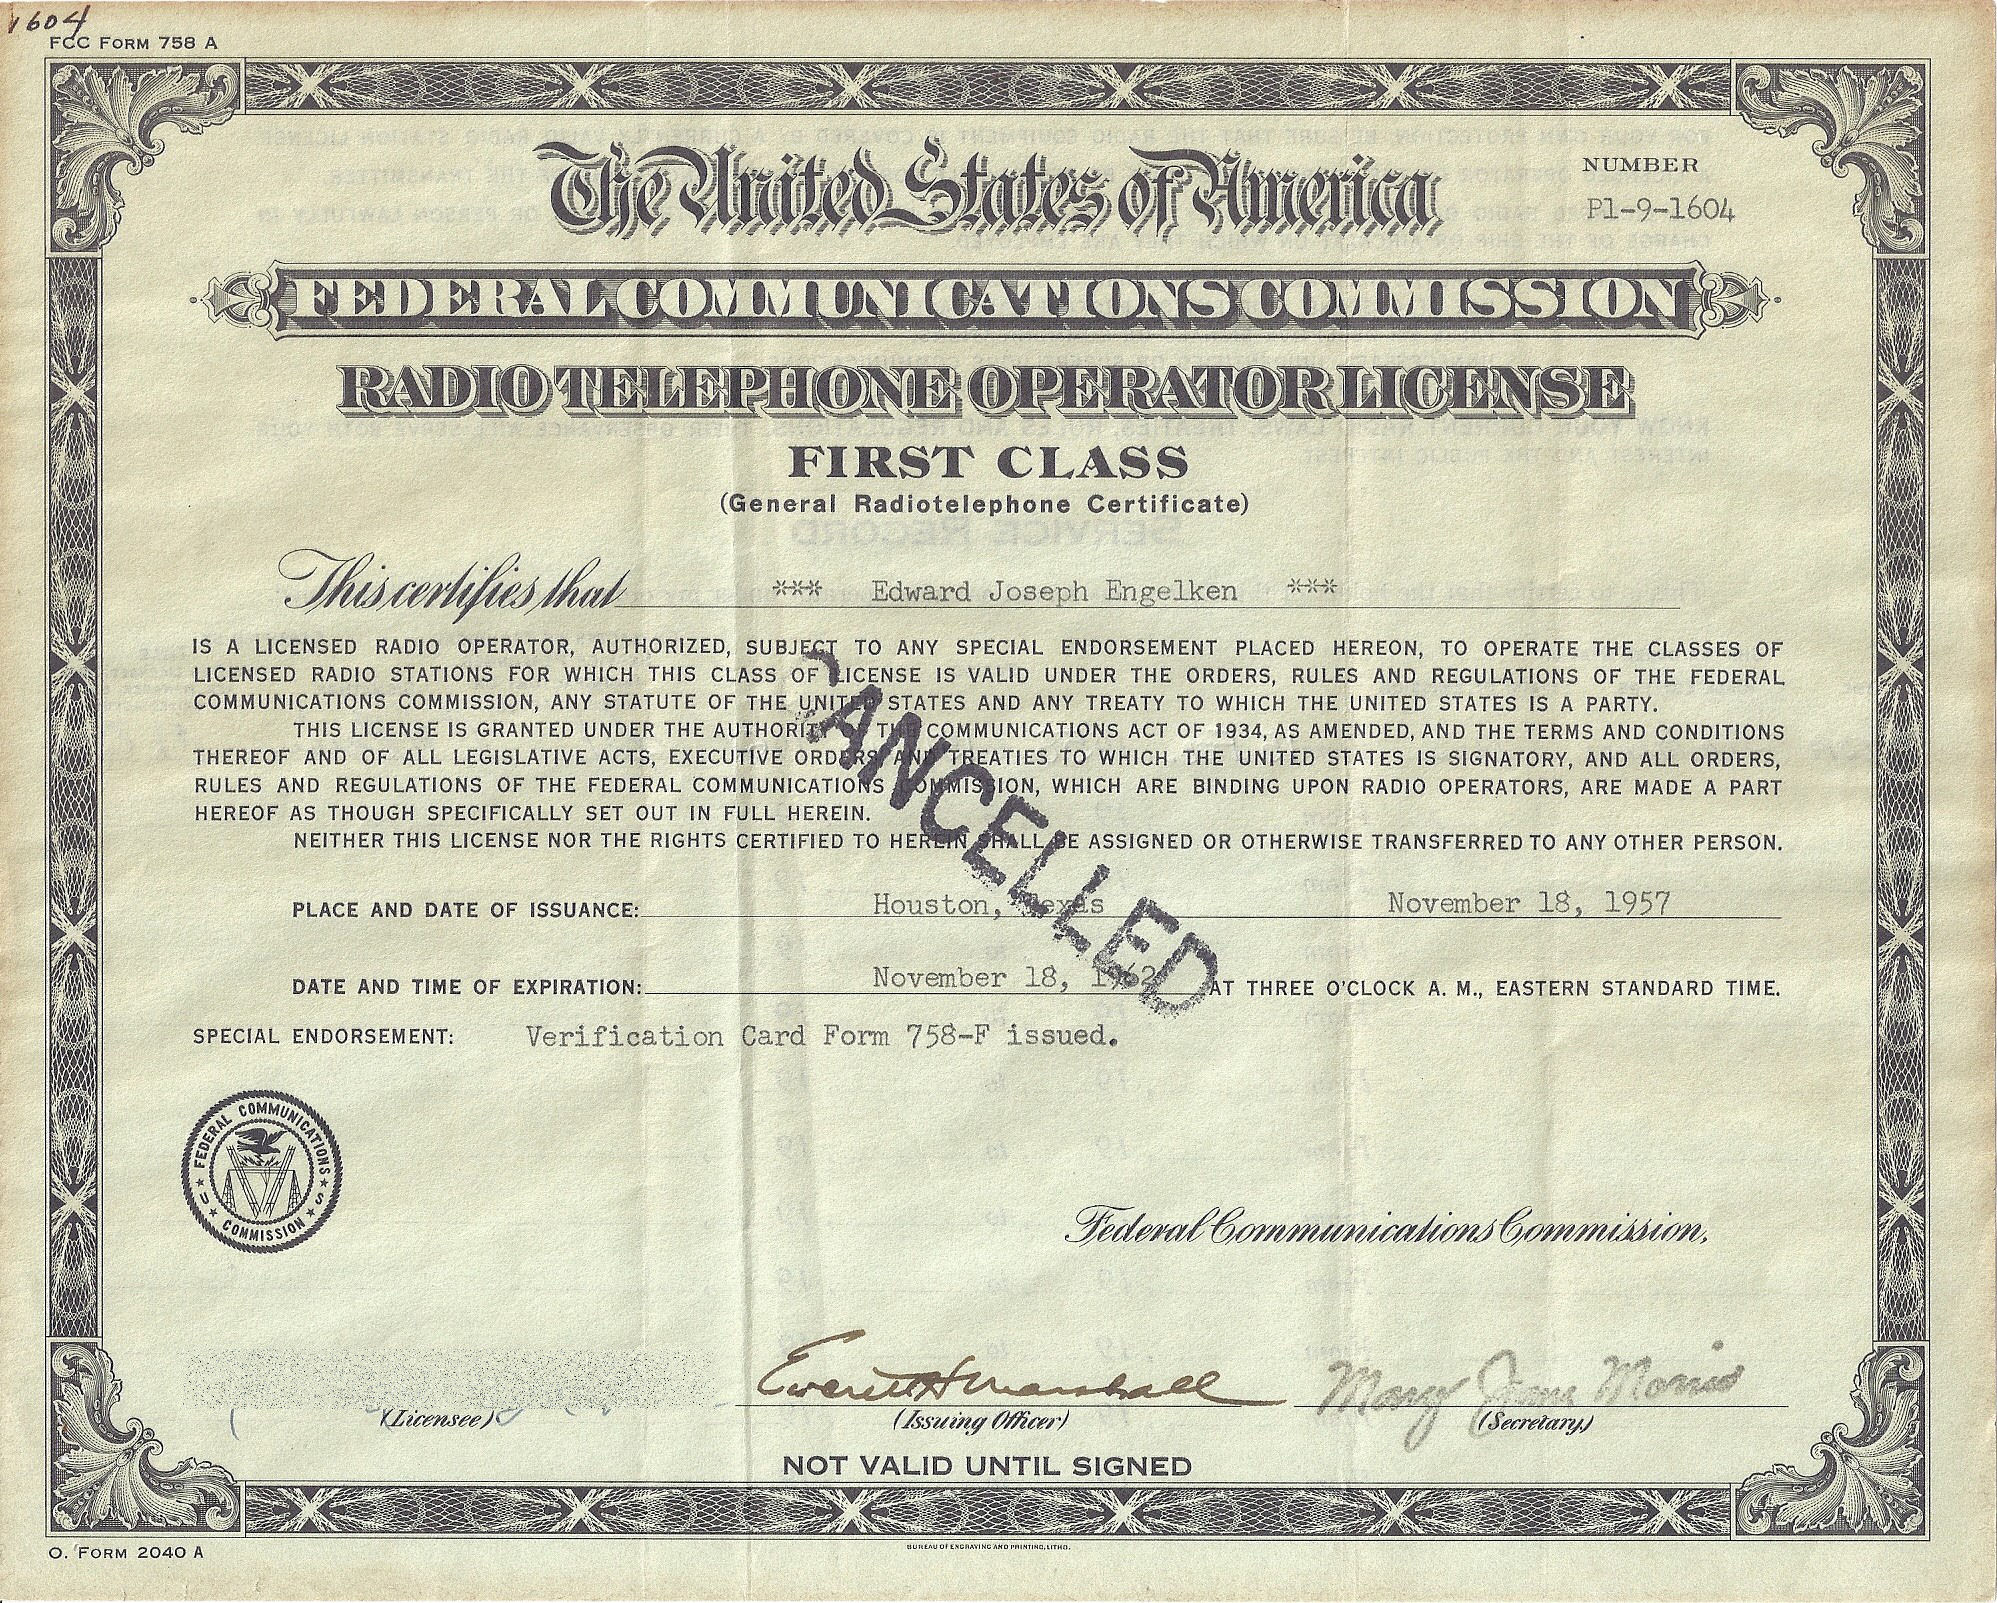 1604
FCC FORM 758 A
The United States of America
NUMBER
P1-9-1604
FEDERAL COMMUNICATIONS COMMISSION
RADIO TELEPHONE OPERATOR LICENSE
FIRST CLASS
(General Radiotelephone Certificate)
This certifies that *** Edward Joseph Engelken ***
IS A LICENSED RADIO OPERATOR, AUTHORIZED, SUBJECT TO ANY SPECIAL ENDORSEMENT PLACED HEREON, TO OPERATE THE CLASSES OF
LICENSED RADIO STATIONS FOR WHICH THIS CLASS OF LICENSE IS VALID UNDER THE ORDERS, RULES AND REGULATIONS OF THE FEDERAL
COMMUNICATIONS COMMISSION, ANY STATUTE OF THE UNITED STATES AND ANY TREATY TO WHICH THE UNITED STATES IS A PARTY.
THIS LICENSE IS GRANTED UNDER THE AUTHORITY OF THE COMMUNICATIONS ACT OF 1934, AS AMENDED, AND THE TERMS AND CONDITIONS
THEREOF AND OF ALL LEGISLATIVE ACTS, EXECUTIVE ORDERS, AND TREATIES TO WHICH THE UNITED STATES IS SIGNATORY, AND ALL ORDERS,
RULES AND REGULATIONS OF THE FEDERAL COMMUNICATIONS COMMISSION, WHICH ARE BINDING UPON RADIO OPERATORS, ARE MADE A PART
HEREOF AS THOUGH SPECIFICALLY SET OUT IN FULL HEREIN.
NEITHER THIS LICENSE NOR THE RIGHTS CERTIFIED TO HEREIN SHALL BE ASSIGNED OR OTHERWISE TRANSFERRED TO ANY OTHER PERSON.
CANCELLED
PLACE AND DATE OF ISSUANCE: Houston, Texas November 18, 1957
DATE AND TIME OF EXPIRATION: November 18, 1962 AT THREE O'CLOCK A. M., EASTERN STANDARD TIME.
SPECIAL ENDORSEMENT: Verification Card Form 758-F issued.
FEDERAL COMMUNICATIONS COMMISSION U S
Federal Communications Commission,
Everett H Marshall Mary Jane Morris
(Licensee) (Issuing Officer) (Secretary)
NOT VALID UNTIL SIGNED
O. FORM 2040 A
BUREAU OF ENGRAVING AND PRINTING, LITHO.